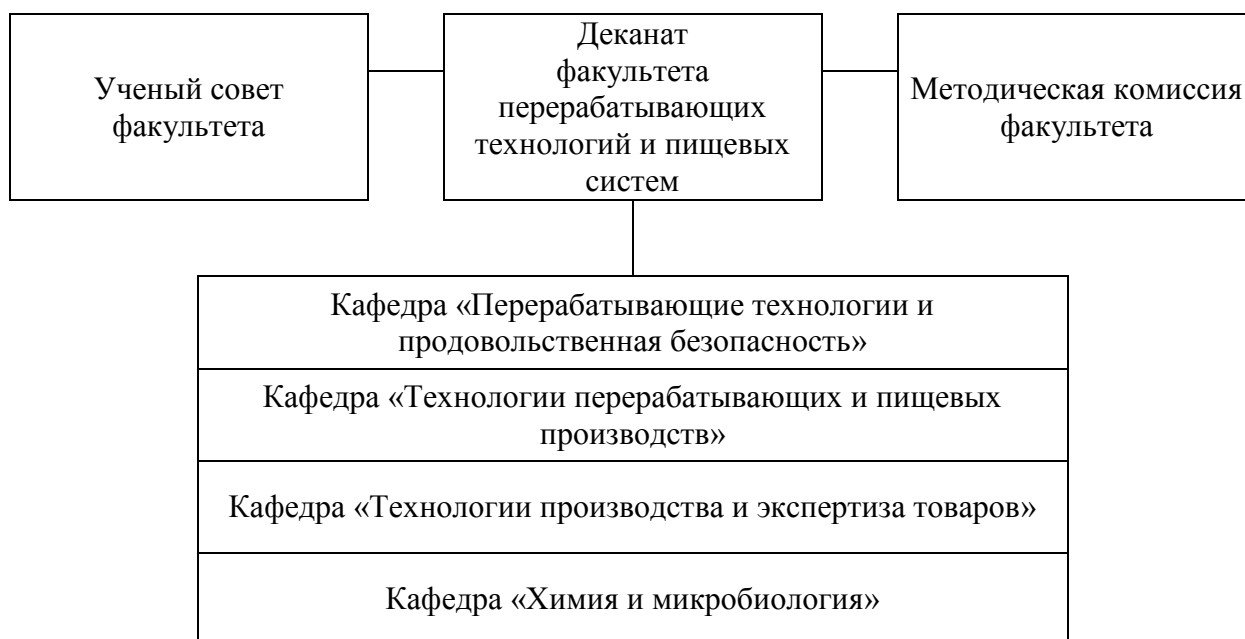 Ученый совет
факультета
Деканат
факультета
перерабатывающих
технологий и пищевых
систем
Методическая комиссия
факультета
Кафедра «Перерабатывающие технологии и
продовольственная безопасность»
Кафедра «Технологии перерабатывающих и пищевых
производств»
Кафедра «Технологии производства и экспертиза товаров»
Кафедра «Химия и микробиология»